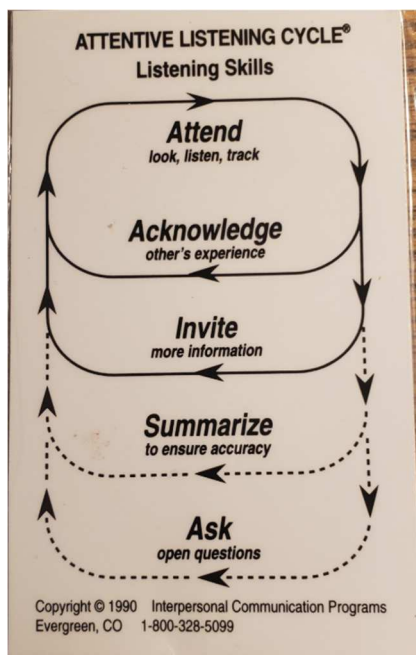 ATTENTIVE LISTENING CYCLE®
Listening Skills
Attend
look, listen, track
Acknowledge
other's experience
Invite
more information
Summarize
to ensure accuracy
Ask
open questions
Copyright © 1990 Interpersonal Communication Programs
Evergreen, CO 1-800-328-5099